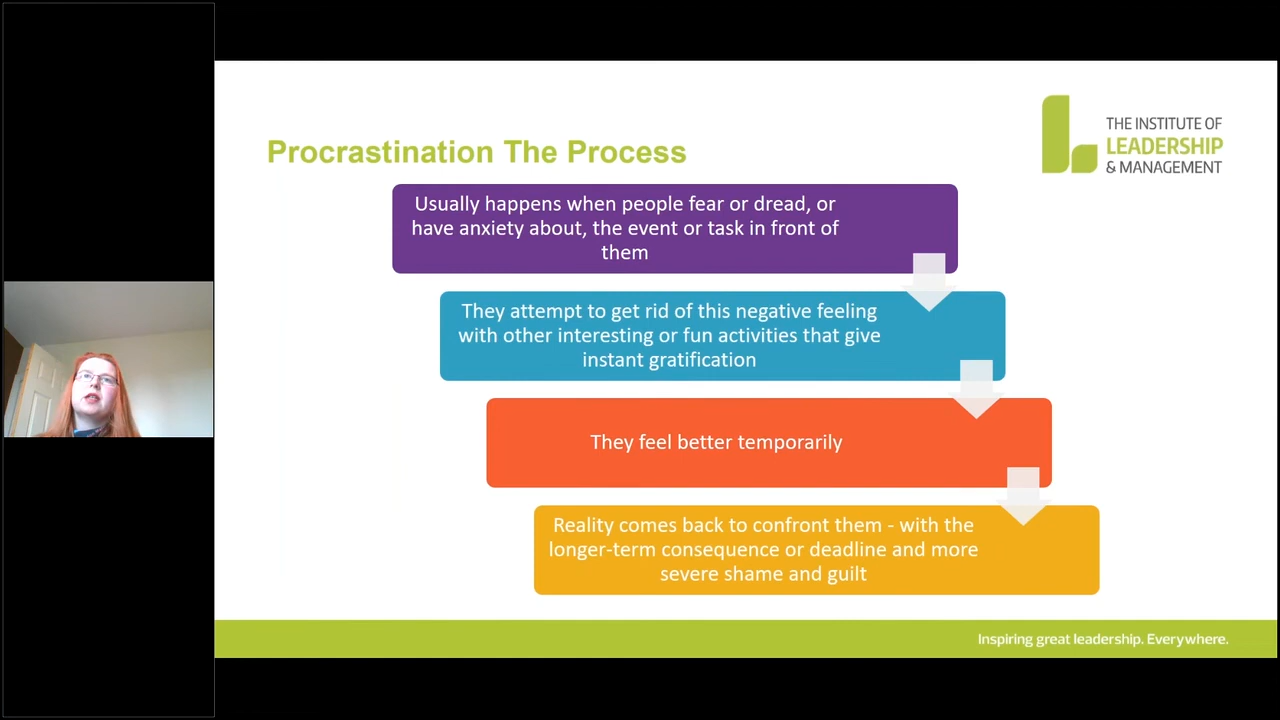 THE INSTITUTE OF
LEADERSHIP
& MANAGEMENT
Procrastination The Process
Usually happens when people fear or dread, or
have anxiety about, the event or task in front of
them
They attempt to get rid of this negative feeling
with other interesting or fun activities that give
instant gratification
They feel better temporarily
Reality comes back to confront them - with the
longer-term consequence or deadline and more
severe shame and guilt
Inspiring great leadership. Everywhere.